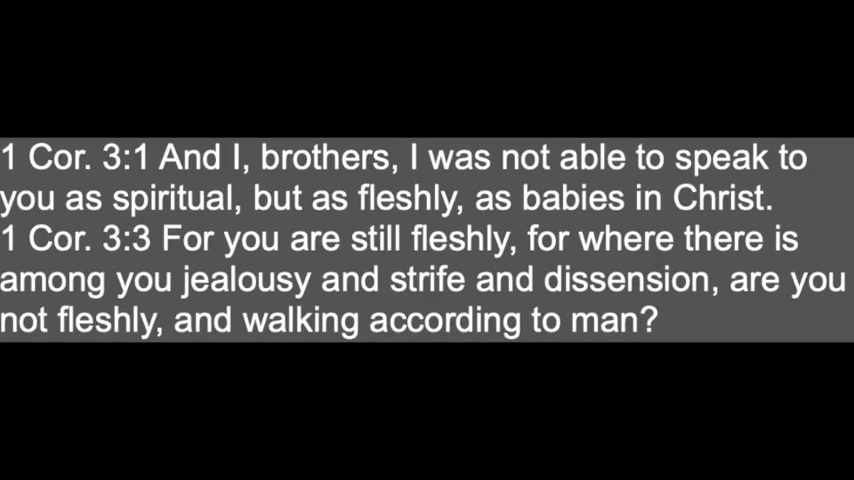 1 Cor. 3:1 And I, brothers, I was not able to speak to
you as spiritual, but as fleshly, as babies in Christ.
1 Cor. 3:3 For you are still fleshly, for where there is
among you jealousy and strife and dissension, are you
not fleshly, and walking according to man?